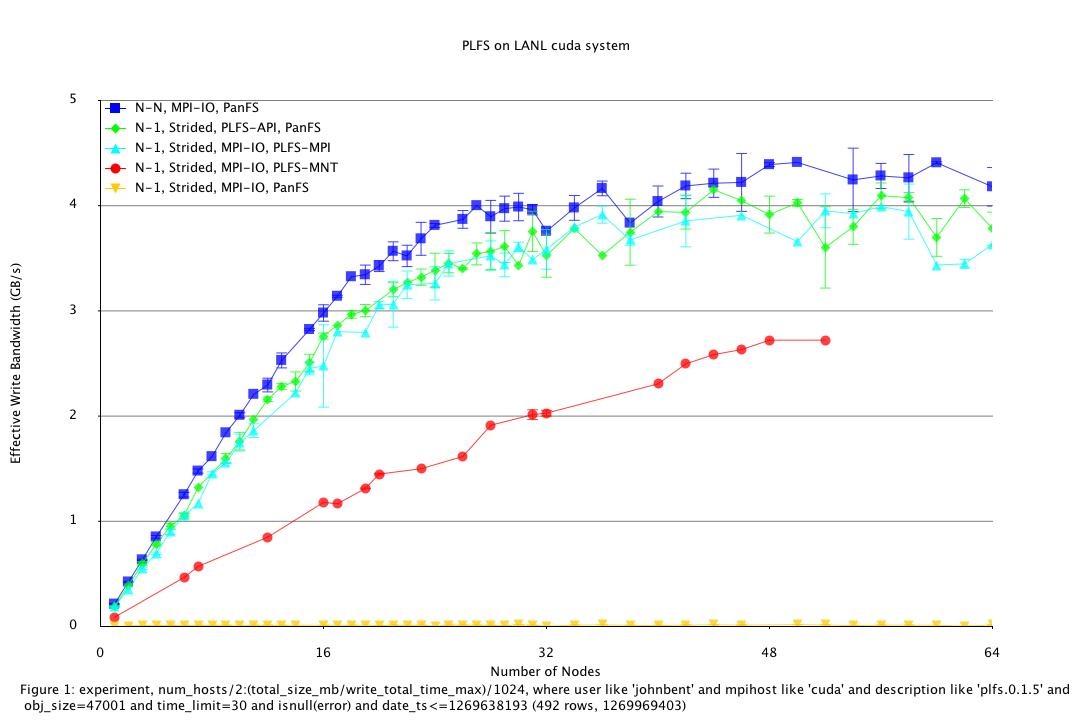 PLFS on LANL cuda system
5
N-N, MPI-IO, PanFS
N-1, Strided, PLFS-API, PanFS
N-1, Strided, MPI-IO, PLFS-MPI
N-1, Strided, MPI-IO, PLFS-MNT
N-1, Strided, MPI-IO, PanFS
4
3
2
1
0
Effective Write Bandwidth (GB/s)
0 16 32 48 64
Number of Nodes
Figure 1: experiment, num_hosts/2:(total_size_mb/write_total_time_max)/1024, where user like 'johnbent' and mpihost like 'cuda' and description like 'plfs.0.1.5' and
obj_size=47001 and time_limit=30 and isnull(error) and date_ts<=1269638193 (492 rows, 1269969403)